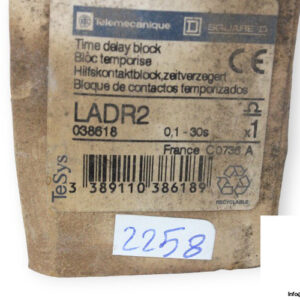 Telemecanique SQUARE D
Time delay block
Bloc temporisé
Hilfskontaktblock,zeitverzegert
Bloque de contactos temporizados
LADR2
038618 0,1 - 30s x1
France C0736 A
TeSys
3 389110 386189
RECYCLABLE
2258